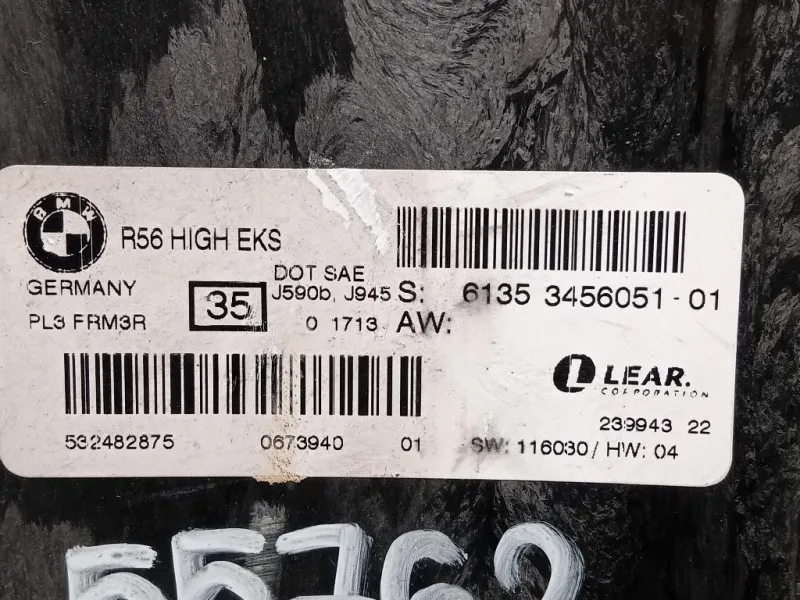 BMW
R56 HIGH EKS
GERMANY
35
DOT SAE
J590b, J945
PL3 FRM3R
0 1713
S: 6135 3456051-01
AW:
LEAR.
CORPORATION
239943 22
532482875 0673940 01
SW: 116030/ HW: 04
55762